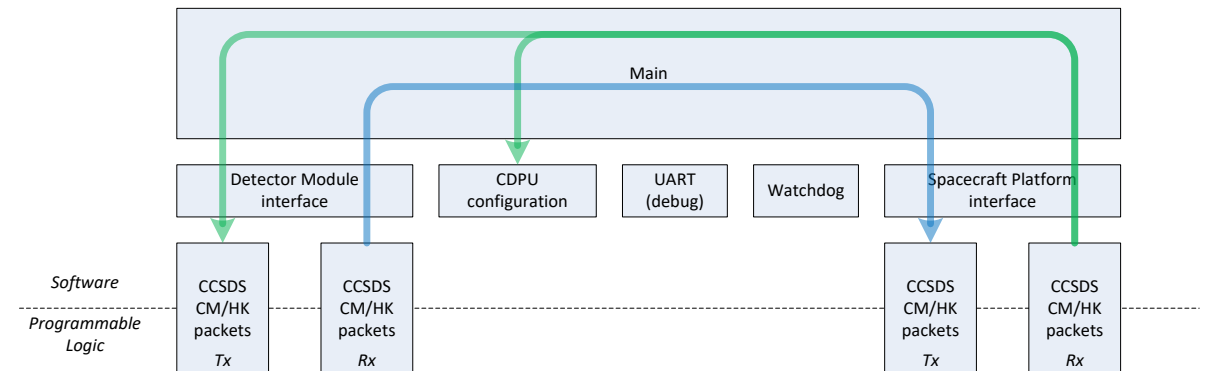 Main
Detector Module
interface
CDPU
configuration
UART
(debug)
Watchdog
Spacecraft Platform
interface
Software
Programmable
Logic
CCSDS
CM/HK
packets
Tx
CCSDS
CM/HK
packets
Rx
CCSDS
CM/HK
packets
Tx
CCSDS
CM/HK
packets
Rx